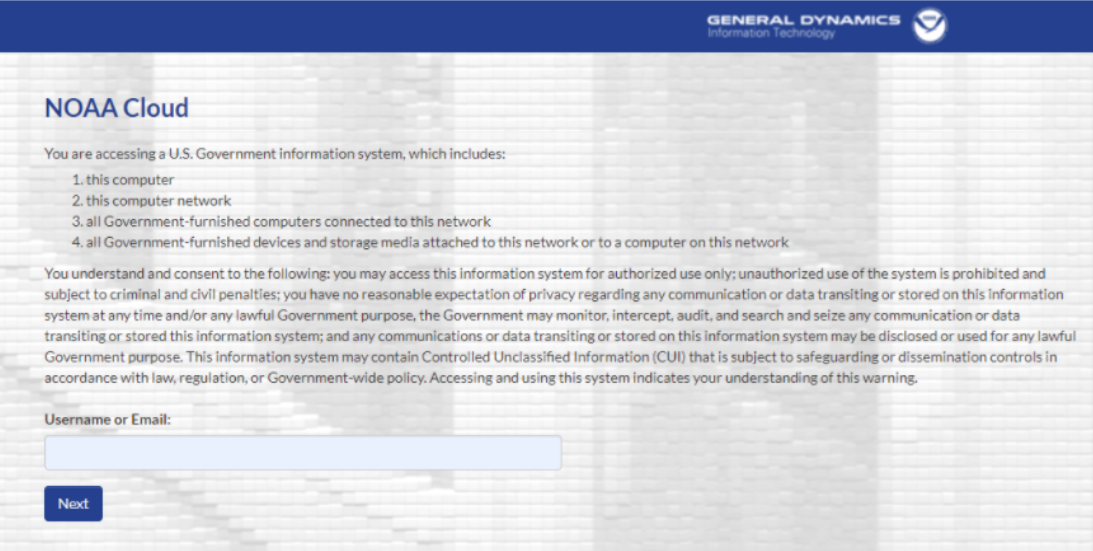 GENERAL DYNAMICS
Information Technology
NOAA Cloud
You are accessing a U.S. Government information system, which includes:
1. this computer
2. this computer network
3. all Government-furnished computers connected to this network
4. all Government-furnished devices and storage media attached to this network or to a computer on this network
You understand and consent to the following: you may access this information system for authorized use only; unauthorized use of the system is prohibited and
subject to criminal and civil penalties; you have no reasonable expectation of privacy regarding any communication or data transiting or stored on this information
system at any time and/or any lawful Government purpose, the Government may monitor, intercept, audit, and search and seize any communication or data
transiting or stored this information system; and any communications or data transiting or stored on this information system may be disclosed or used for any lawful
Government purpose. This information system may contain Controlled Unclassified Information (CUI) that is subject to safeguarding or dissemination controls in
accordance with law, regulation, or Government-wide policy. Accessing and using this system indicates your understanding of this warning.
Username or Email:
Next